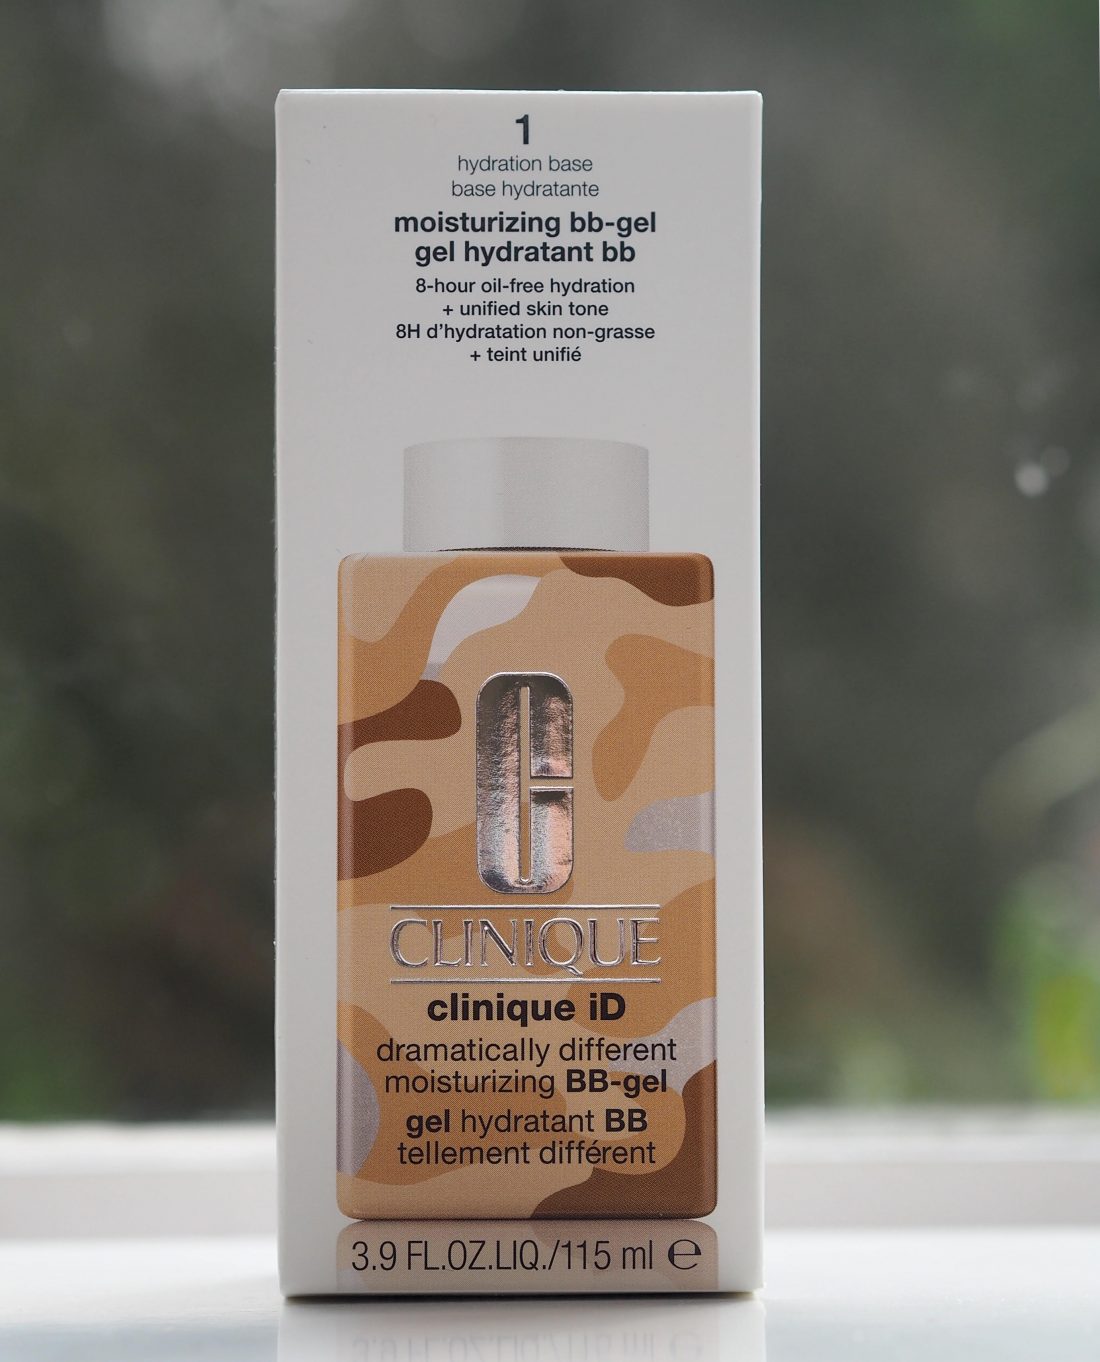 1
hydration base
base hydratante
moisturizing bb-gel
gel hydratant bb
8-hour oil-free hydration
+ unified skin tone
8H d'hydratation non-grasse
+ teint unifié
C
CLINIQUE
clinique iD
dramatically different
moisturizing BB-gel
gel hydratant BB
tellement différent
3.9 FL.OZ.LIQ./115 ml ℮